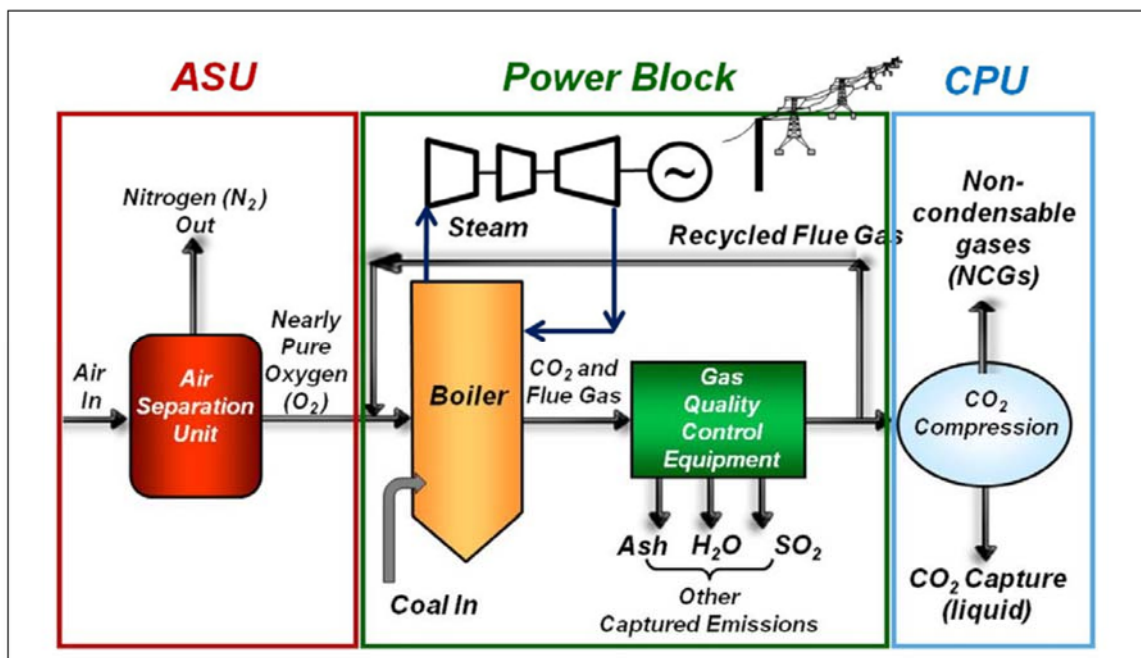 ASU
Power Block
CPU
Nitrogen (N₂)
Out
Steam
Recycled Flue Gas
Non-
condensable
gases
(NCGs)
Air
In
Air
Separation
Unit
Nearly
Pure
Oxygen
(O₂)
Boiler
CO₂ and
Flue Gas
Gas
Quality
Control
Equipment
CO₂
Compression
Coal In
Ash H₂O SO₂
Other
Captured Emissions
CO₂ Capture
(liquid)